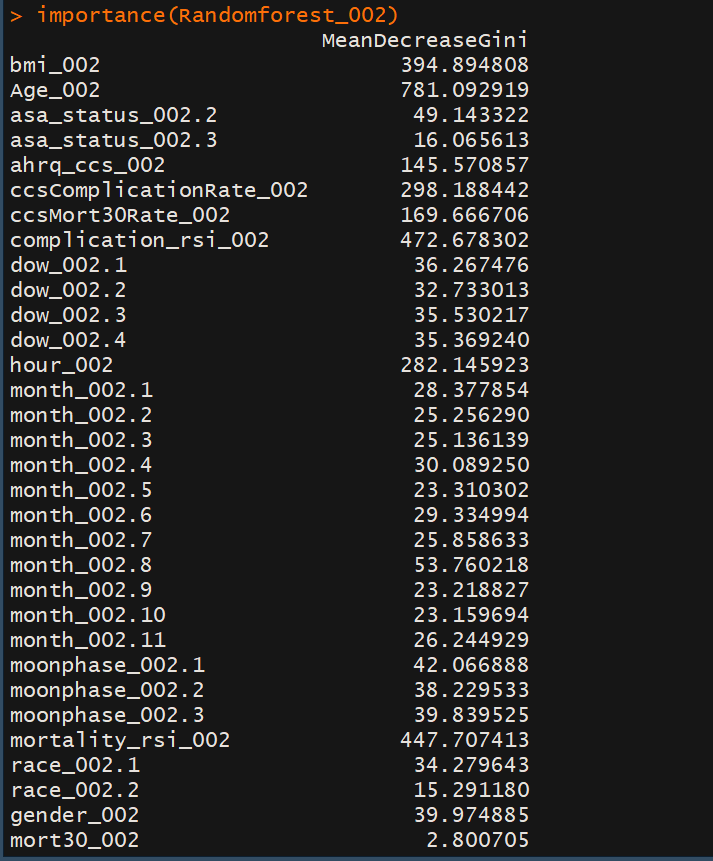 > importance(Randomforest_002)
MeanDecreaseGini
bmi_002 394.894808
Age_002 781.092919
asa_status_002.2 49.143322
asa_status_002.3 16.065613
ahrq_ccs_002 145.570857
ccsComplicationRate_002 298.188442
ccsMort30Rate_002 169.666706
complication_rsi_002 472.678302
dow_002.1 36.267476
dow_002.2 32.733013
dow_002.3 35.530217
dow_002.4 35.369240
hour_002 282.145923
month_002.1 28.377854
month_002.2 25.256290
month_002.3 25.136139
month_002.4 30.089250
month_002.5 23.310302
month_002.6 29.334994
month_002.7 25.858633
month_002.8 53.760218
month_002.9 23.218827
month_002.10 23.159694
month_002.11 26.244929
moonphase_002.1 42.066888
moonphase_002.2 38.229533
moonphase_002.3 39.839525
mortality_rsi_002 447.707413
race_002.1 34.279643
race_002.2 15.291180
gender_002 39.974885
mort30_002 2.800705